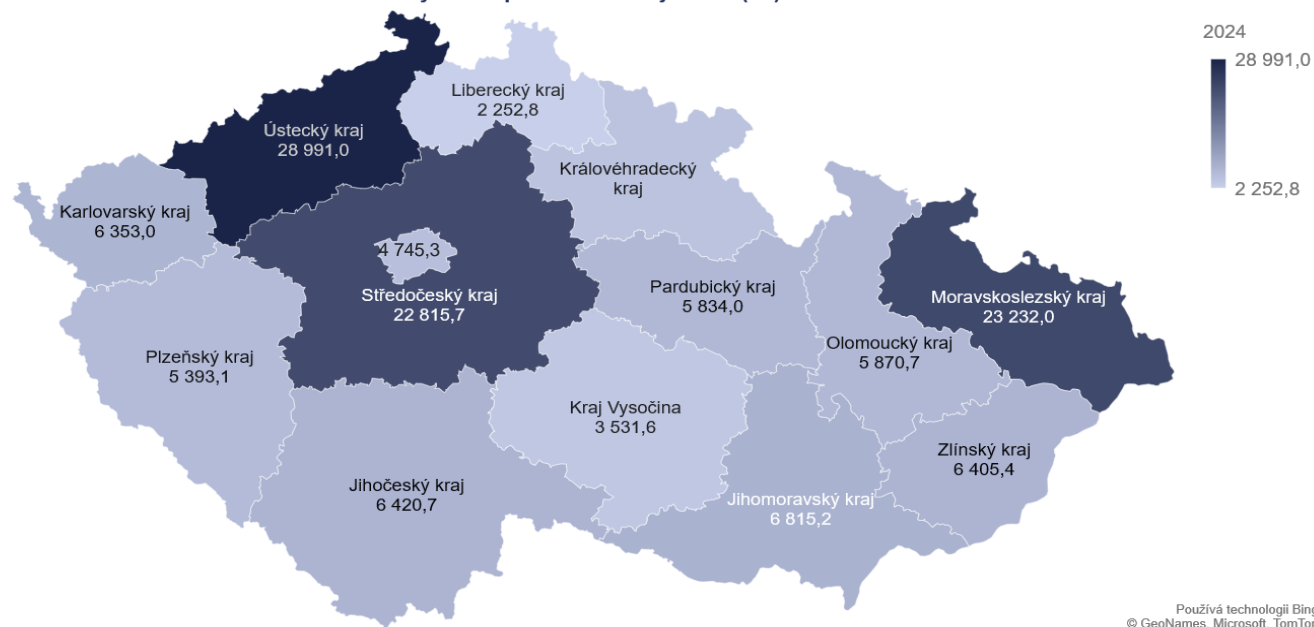 2024
28 991,0
2 252,8
Liberecký kraj
2 252,8
Ústecký kraj
28 991,0
Královéhradecký
kraj
Karlovarský kraj
6 353,0
4 745,3
Středočeský kraj
22 815,7
Pardubický kraj
5 834,0
Moravskoslezský kraj
23 232,0
Olomoucký kraj
5 870,7
Plzeňský kraj
5 393,1
Kraj Vysočina
3 531,6
Zlínský kraj
6 405,4
Jihočeský kraj
6 420,7
Jihomoravský kraj
6 815,2
Používá technologii Bing
© GeoNames, Microsoft, TomTom